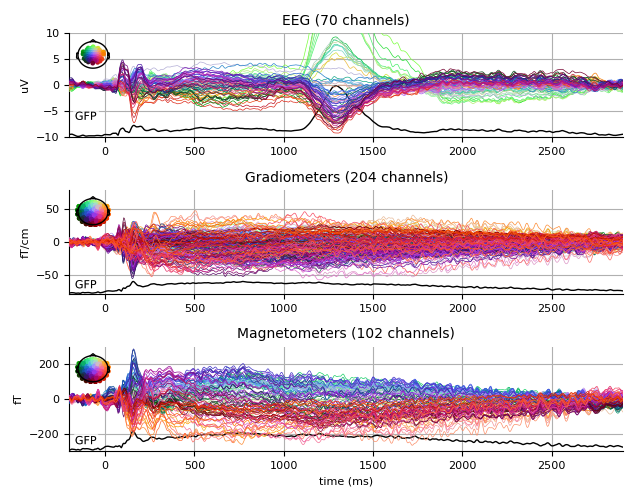 EEG (70 channels)
10
5
0
−5
−10
uV
GFP
0 500 1000 1500 2000 2500
Gradiometers (204 channels)
50
0
−50
fT/cm
GFP
0 500 1000 1500 2000 2500
Magnetometers (102 channels)
200
0
−200
fT
GFP
0 500 1000 1500 2000 2500
time (ms)